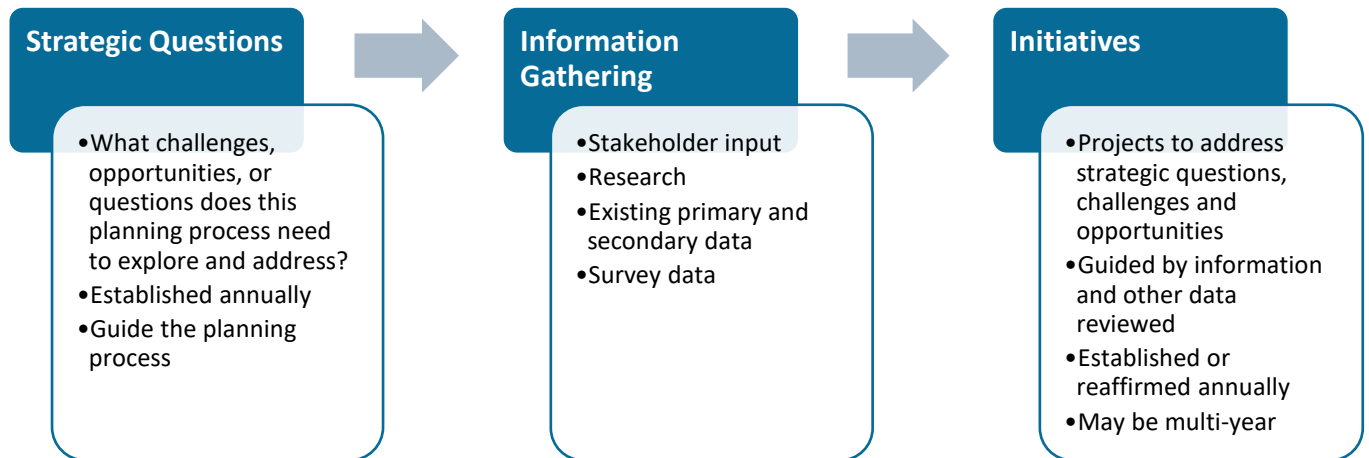 Strategic Questions
•What challenges,
opportunities, or
questions does this
planning process need
to explore and address?
•Established annually
•Guide the planning
process
Information
Gathering
•Stakeholder input
•Research
•Existing primary and
secondary data
•Survey data
Initiatives
•Projects to address
strategic questions,
challenges and
opportunities
•Guided by information
and other data
reviewed
•Established or
reaffirmed annually
•May be multi-year